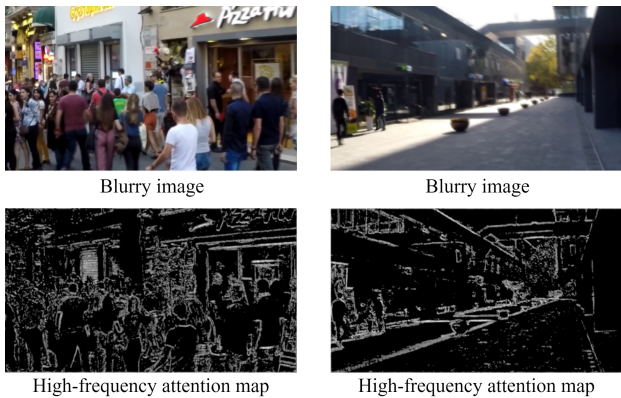 Pizza Hut
Blurry image
Blurry image
High-frequency attention map
High-frequency attention map